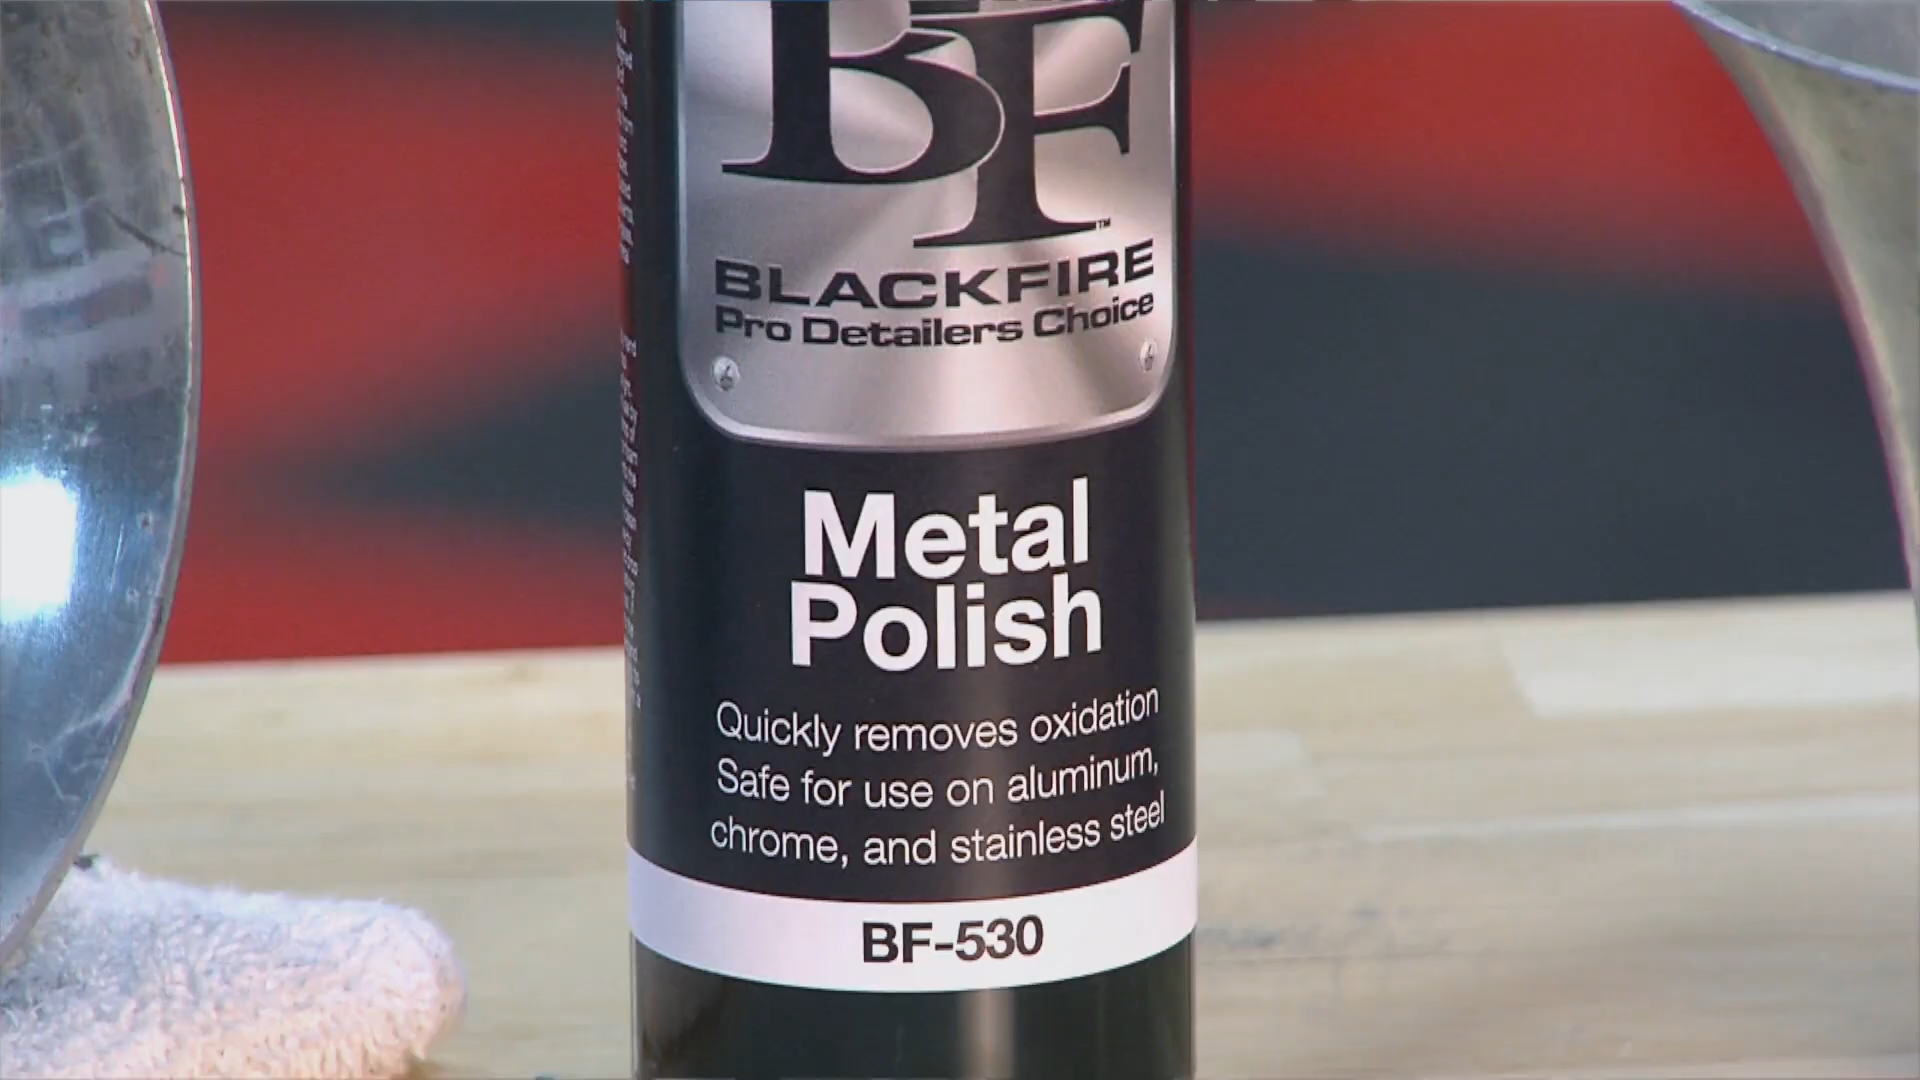 BF™
BLACKFIRE
Pro Detailers Choice
Metal
Polish
Quickly removes oxidation
Safe for use on aluminum,
chrome, and stainless steel
BF-530